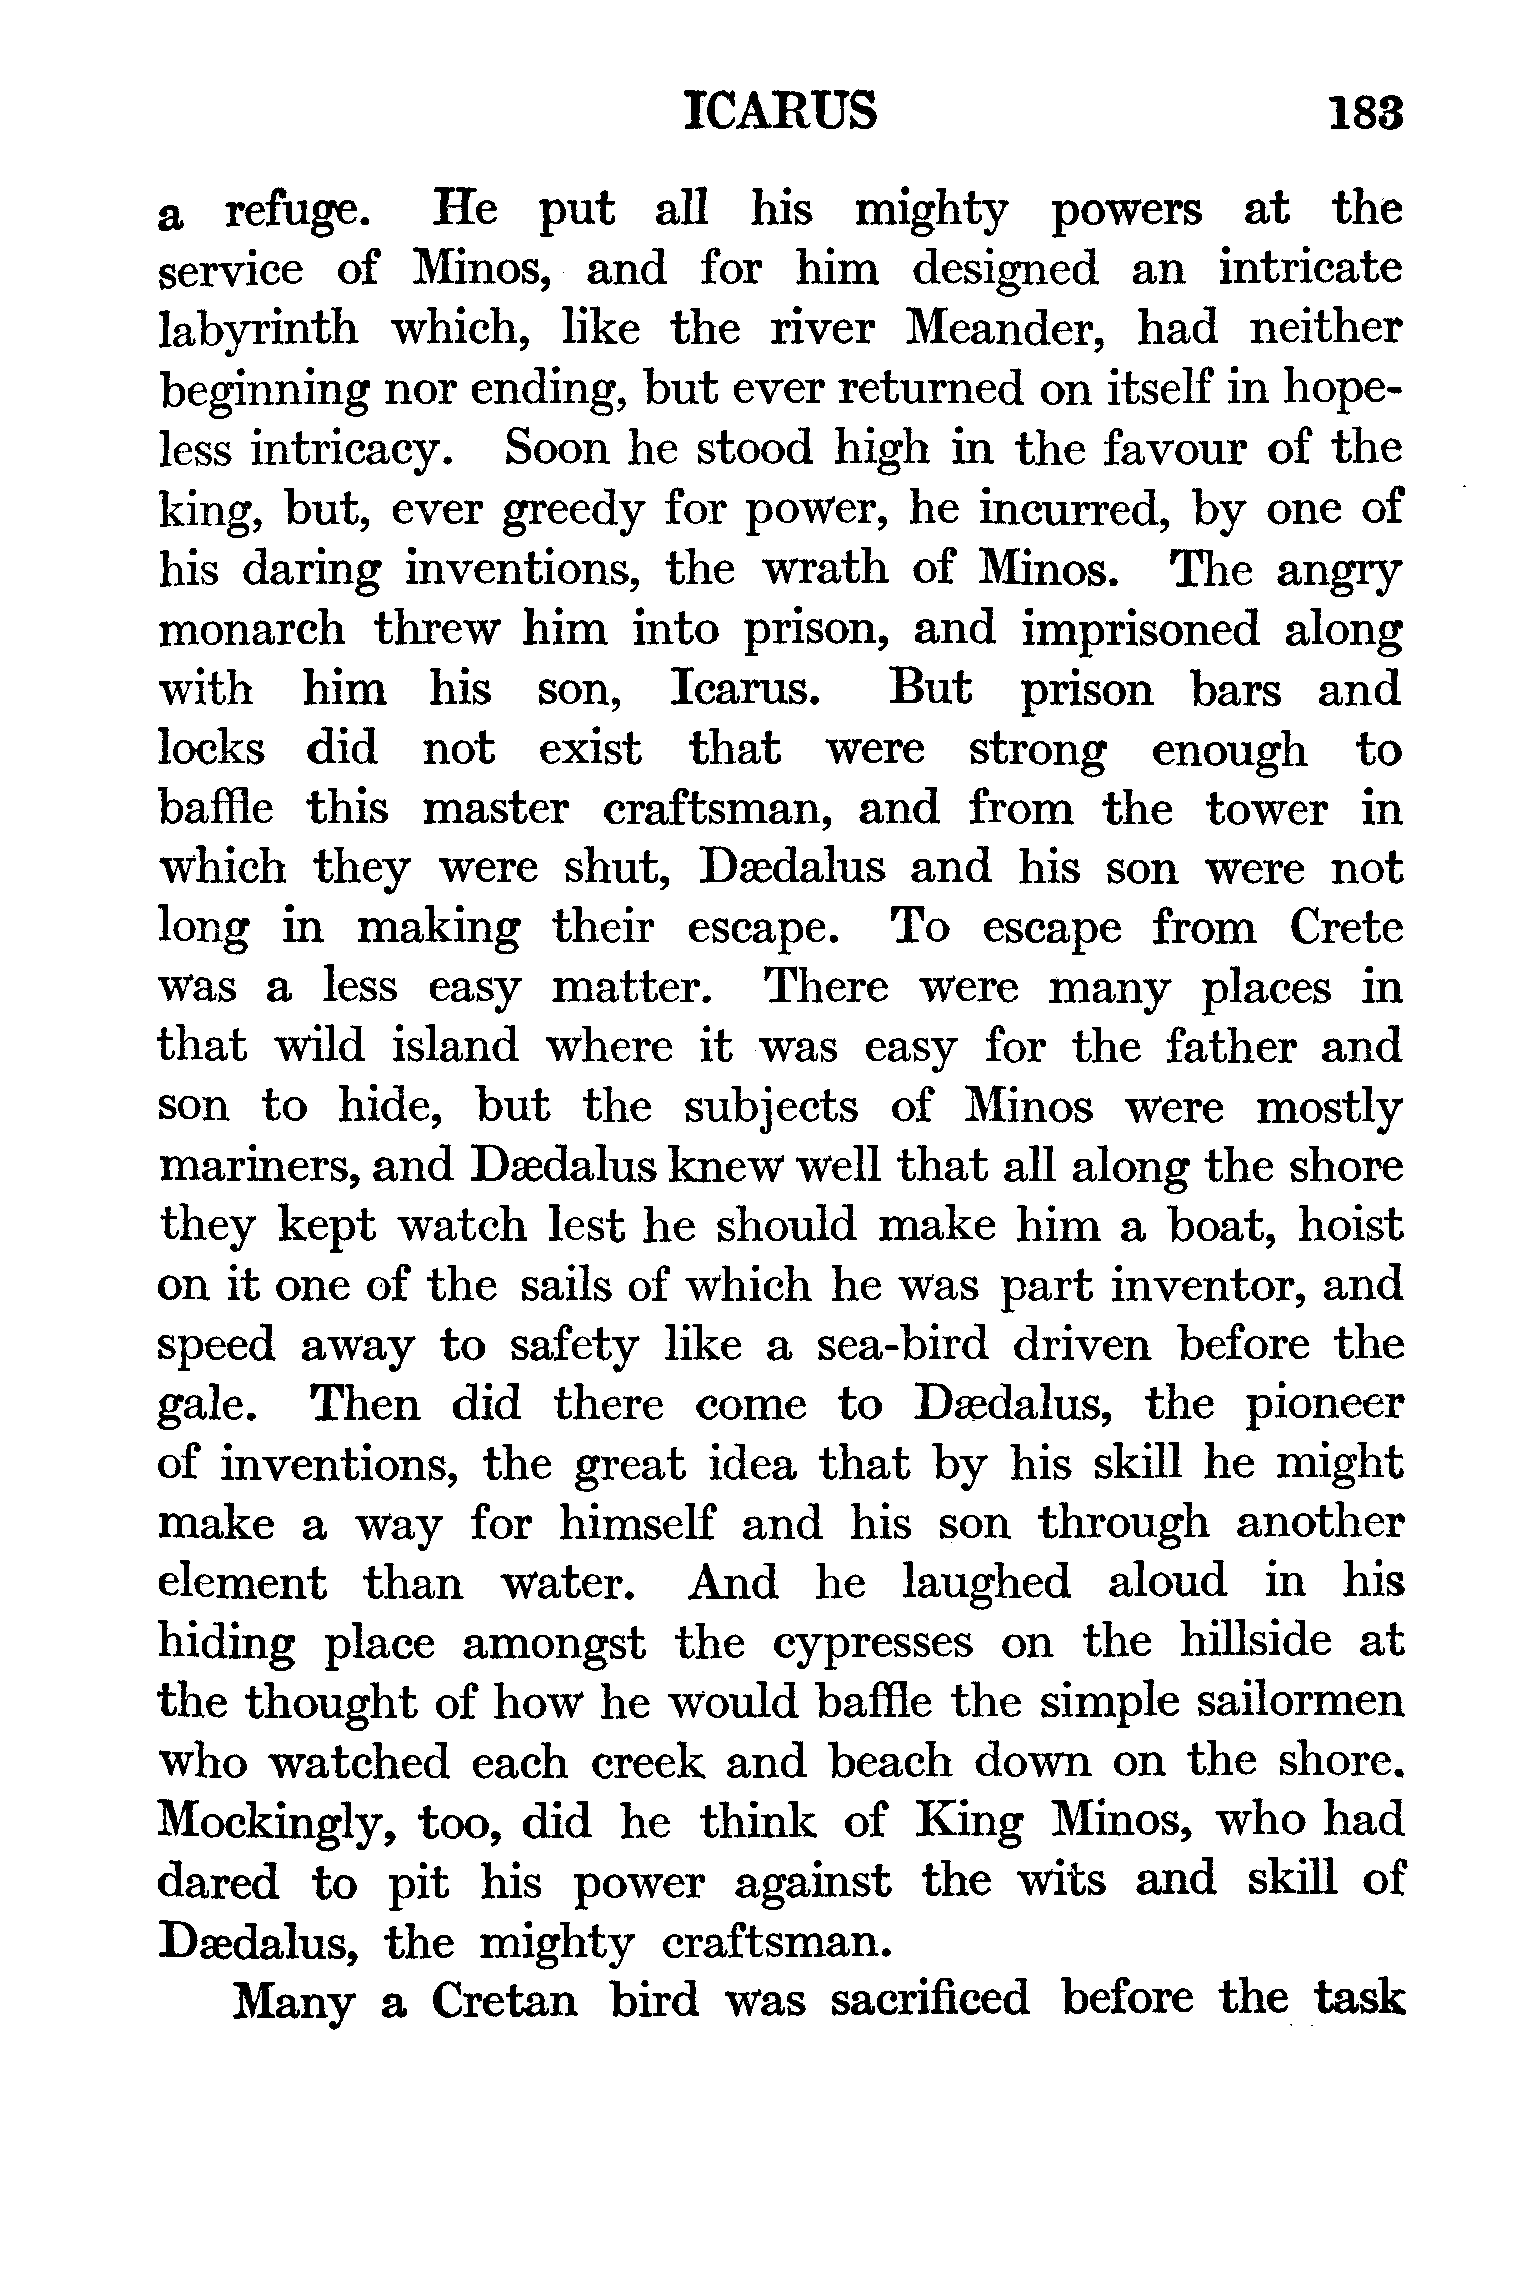 ICARUS 183
a refuge. He put all his mighty powers at the
service of Minos, and for him designed an intricate
labyrinth which, like the river Meander, had neither
beginning nor ending, but ever returned on itself in hope-
less intricacy. Soon he stood high in the favour of the
king, but, ever greedy for power, he incurred, by one of
his daring inventions, the wrath of Minos. The angry
monarch threw him into prison, and imprisoned along
with him his son, Icarus. But prison bars and
locks did not exist that were strong enough to
baffle this master craftsman, and from the tower in
which they were shut, Dædalus and his son were not
long in making their escape. To escape from Crete
was a less easy matter. There were many places in
that wild island where it was easy for the father and
son to hide, but the subjects of Minos were mostly
mariners, and Dædalus knew well that all along the shore
they kept watch lest he should make him a boat, hoist
on it one of the sails of which he was part inventor, and
speed away to safety like a sea-bird driven before the
gale. Then did there come to Dædalus, the pioneer
of inventions, the great idea that by his skill he might
make a way for himself and his son through another
element than water. And he laughed aloud in his
hiding place amongst the cypresses on the hillside at
the thought of how he would baffle the simple sailormen
who watched each creek and beach down on the shore.
Mockingly, too, did he think of King Minos, who had
dared to pit his power against the wits and skill of
Dædalus, the mighty craftsman.
Many a Cretan bird was sacrificed before the task